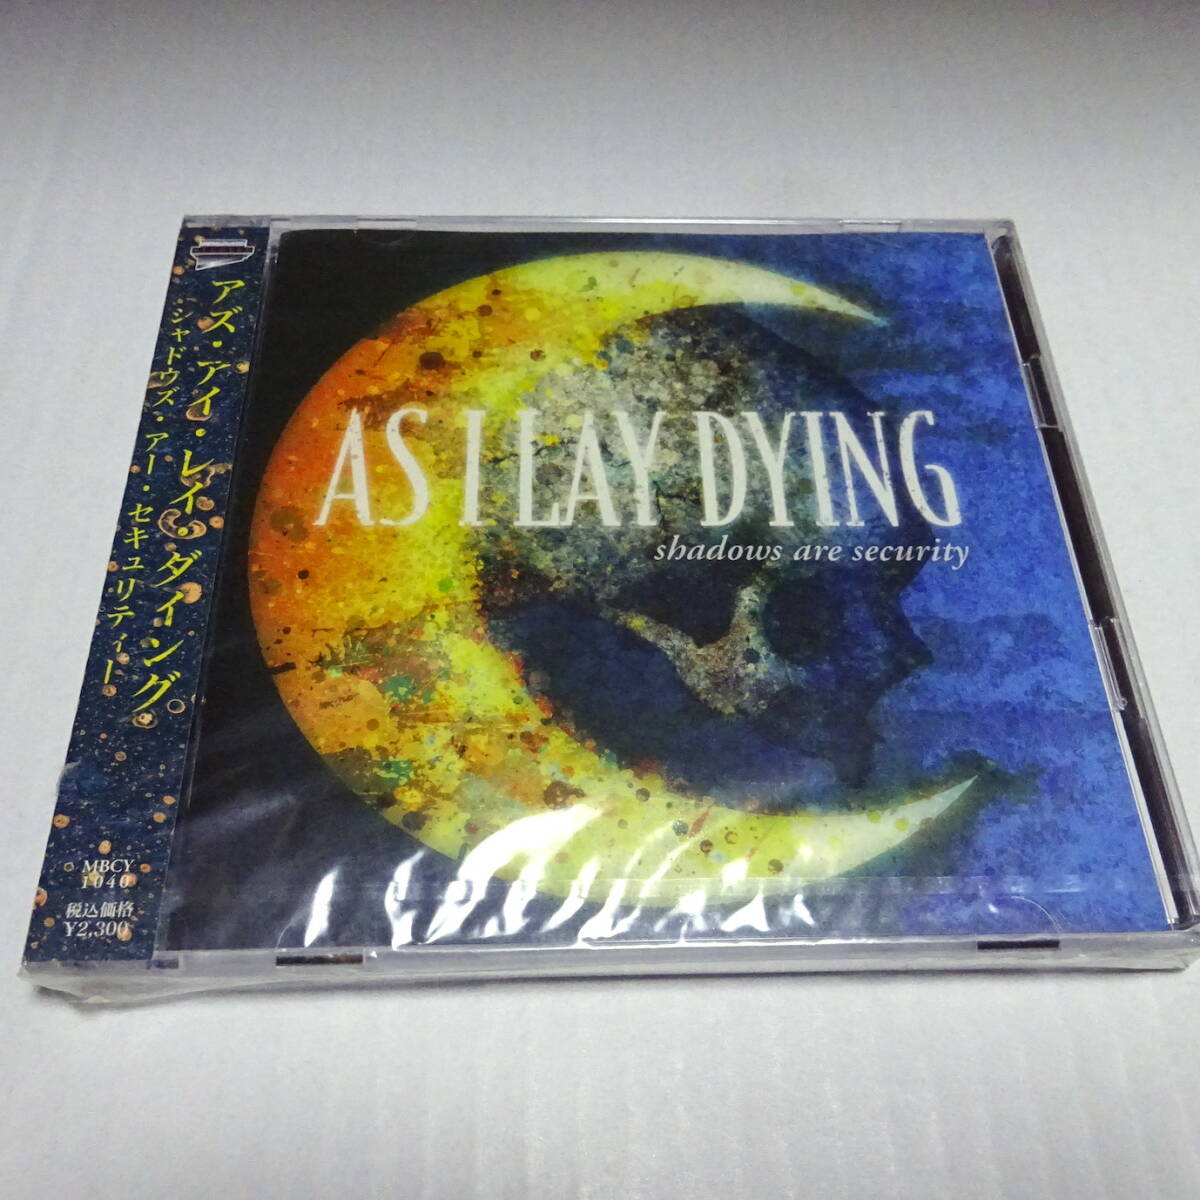 アズ・アイ・レイ・ダイング
シャドウズ・アー・セキュリティー
MBCY
1040
税込価格
¥2,300
AS I LAY DYING
shadows are security